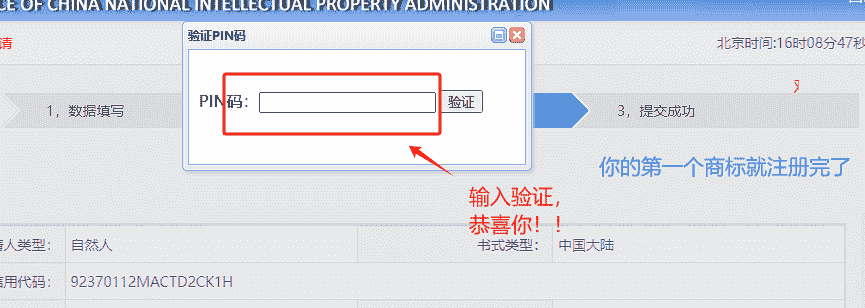 CE OF CHINA NATIONAL INTELLECTUAL PROPERTY ADMINISTRATION
请
验证PIN码
北京时间:16时08分47秒
PIN码：
验证
1，数据填写
3，提交成功
你的第一个商标就注册完了
输入验证，
恭喜你！！
请人类型： 自然人 书式类型： 中国大陆
信用代码： 92370112MACTD2CK1H